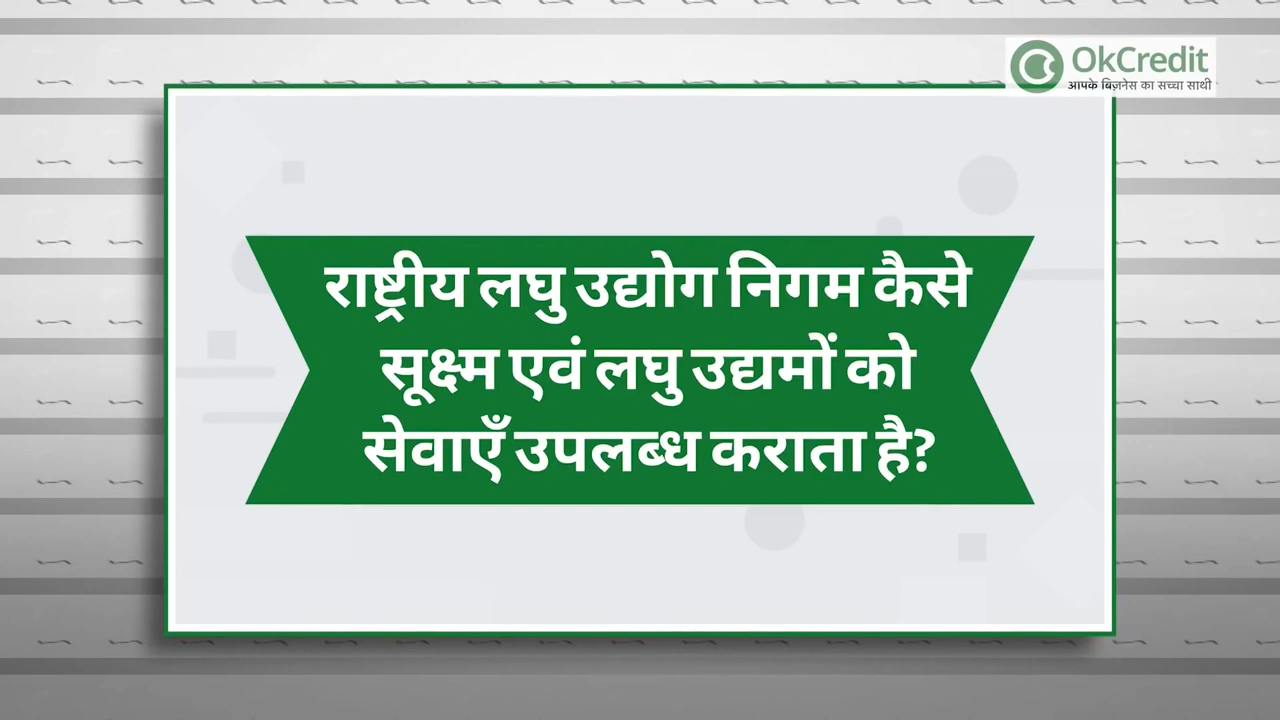 OkCredit
आपके बिज़नेस का सच्चा साथी
राष्ट्रीय लघु उद्योग निगम कैसे
सूक्ष्म एवं लघु उद्यमों को
सेवाएँ उपलब्ध कराता है?